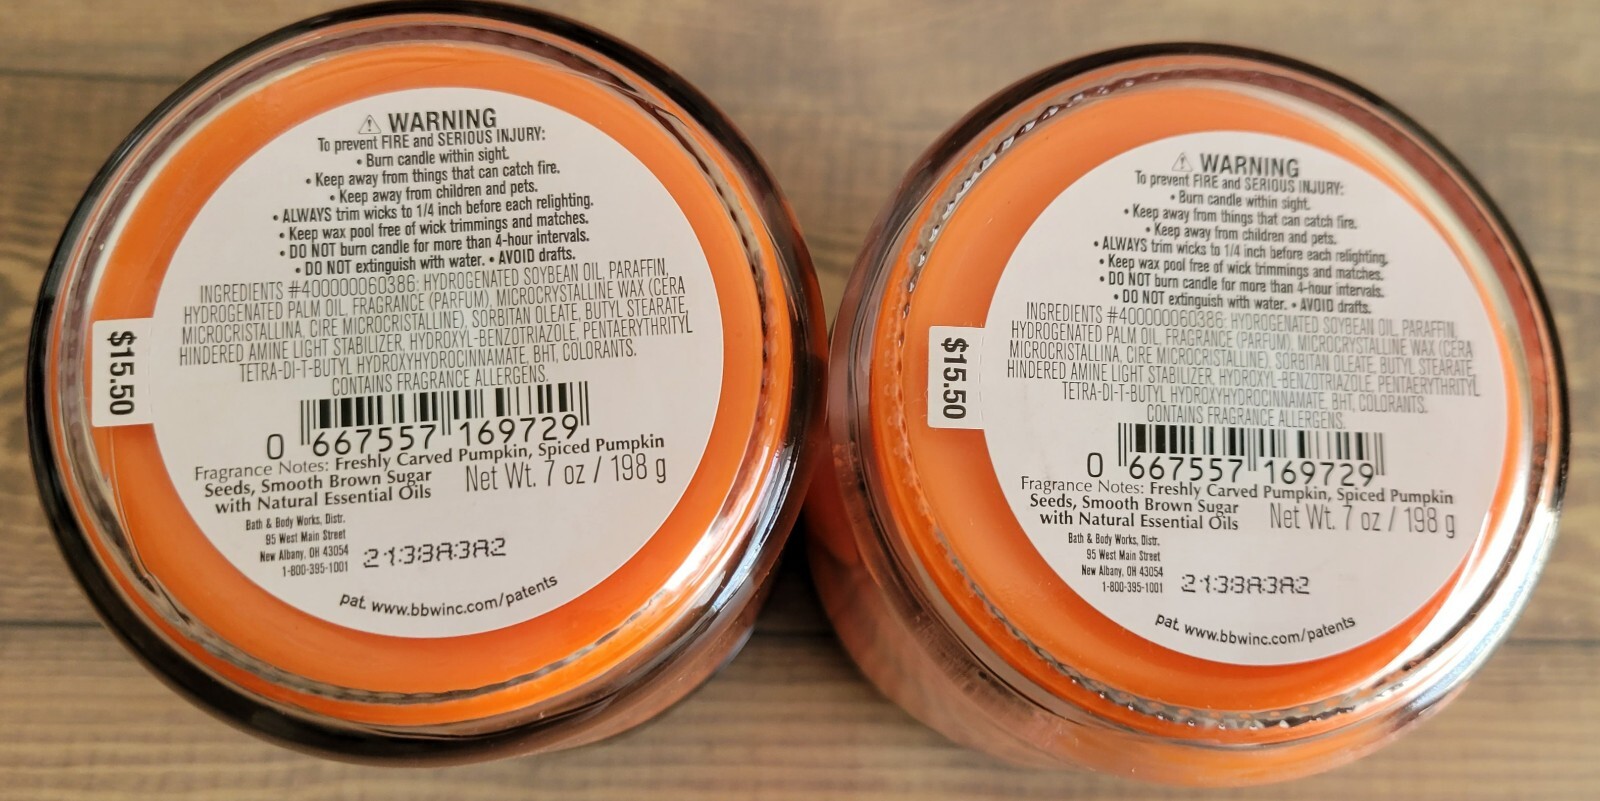 ⚠ WARNING
To prevent FIRE and SERIOUS INJURY:
• Burn candle within sight.
• Keep away from things that can catch fire.
• Keep away from children and pets.
• ALWAYS trim wicks to 1/4 inch before each relighting.
• Keep wax pool free of wick trimmings and matches.
• DO NOT burn candle for more than 4-hour intervals.
• DO NOT extinguish with water. • AVOID drafts.
INGREDIENTS #400000060386: HYDROGENATED SOYBEAN OIL, PARAFFIN,
HYDROGENATED PALM OIL, FRAGRANCE (PARFUM), MICROCRYSTALLINE WAX (CERA
MICROCRISTALLINA, CIRE MICROCRISTALLINE), SORBITAN OLEATE, BUTYL STEARATE,
HINDERED AMINE LIGHT STABILIZER, HYDROXYL-BENZOTRIAZOLE, PENTAERYTHRITYL
TETRA-DI-T-BUTYL HYDROXYHYDROCINNAMATE, BHT, COLORANTS.
CONTAINS FRAGRANCE ALLERGENS.
$15.50
0 667557 169729
Fragrance Notes: Freshly Carved Pumpkin, Spiced Pumpkin
Seeds, Smooth Brown Sugar
with Natural Essential Oils
Net Wt. 7 oz / 198 g
Bath & Body Works, Distr.
95 West Main Street
New Albany, OH 43054
1-800-395-1001
2133A3A2
pat. www.bbwinc.com/patents
⚠ WARNING
To prevent FIRE and SERIOUS INJURY:
• Burn candle within sight.
• Keep away from things that can catch fire.
• Keep away from children and pets.
• ALWAYS trim wicks to 1/4 inch before each relighting.
• Keep wax pool free of wick trimmings and matches.
• DO NOT burn candle for more than 4-hour intervals.
• DO NOT extinguish with water. • AVOID drafts.
INGREDIENTS #400000060386: HYDROGENATED SOYBEAN OIL, PARAFFIN,
HYDROGENATED PALM OIL, FRAGRANCE (PARFUM), MICROCRYSTALLINE WAX (CERA
MICROCRISTALLINA, CIRE MICROCRISTALLINE), SORBITAN OLEATE, BUTYL STEARATE,
HINDERED AMINE LIGHT STABILIZER, HYDROXYL-BENZOTRIAZOLE, PENTAERYTHRITYL
TETRA-DI-T-BUTYL HYDROXYHYDROCINNAMATE, BHT, COLORANTS.
CONTAINS FRAGRANCE ALLERGENS.
$15.50
0 667557 169729
Fragrance Notes: Freshly Carved Pumpkin, Spiced Pumpkin
Seeds, Smooth Brown Sugar
with Natural Essential Oils
Net Wt. 7 oz / 198 g
Bath & Body Works, Distr.
95 West Main Street
New Albany, OH 43054
1-800-395-1001
2133A3A2
pat. www.bbwinc.com/patents